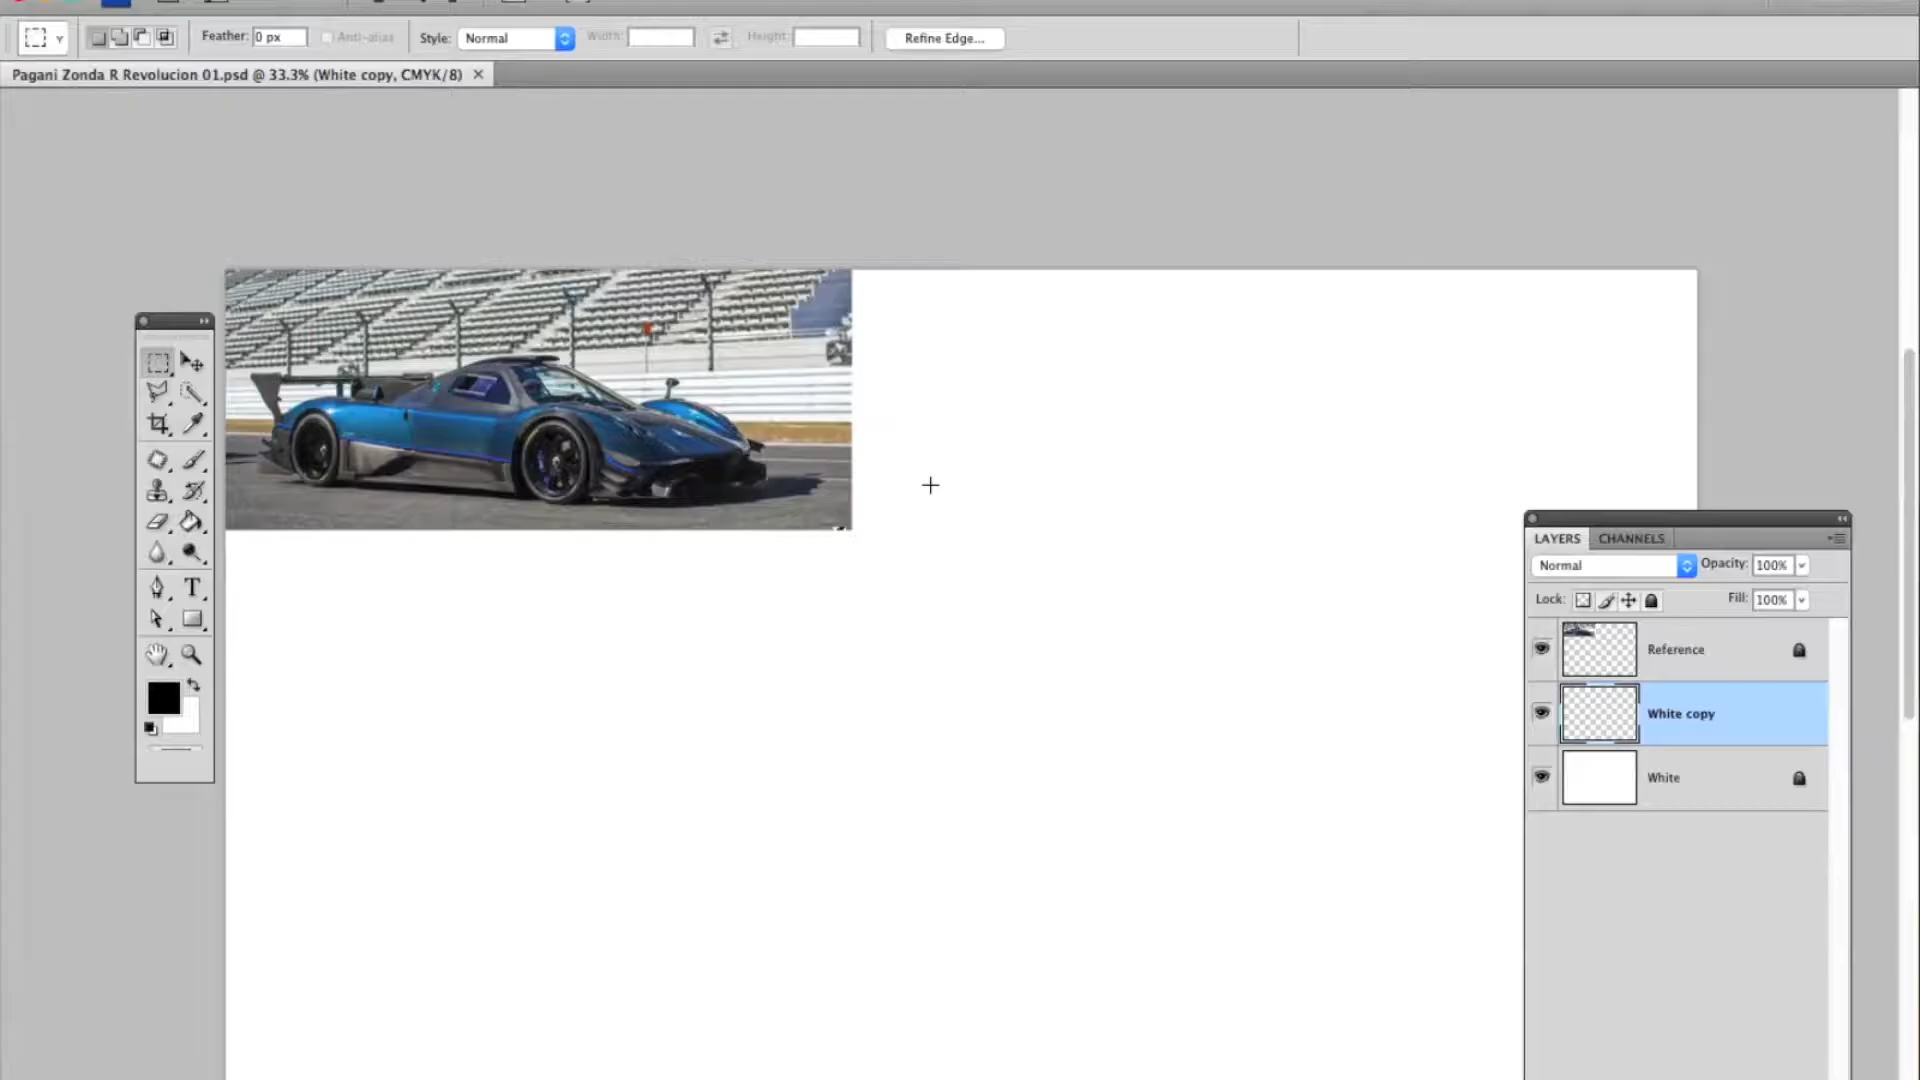 Feather: 0 px Anti-alias Style: Normal Width: Height: Refine Edge...
Pagani Zonda R Revolucion 01.psd @ 33.3% (White copy, CMYK/8)
LAYERS CHANNELS
Normal Opacity: 100%
Lock: Fill: 100%
Reference
White copy
White